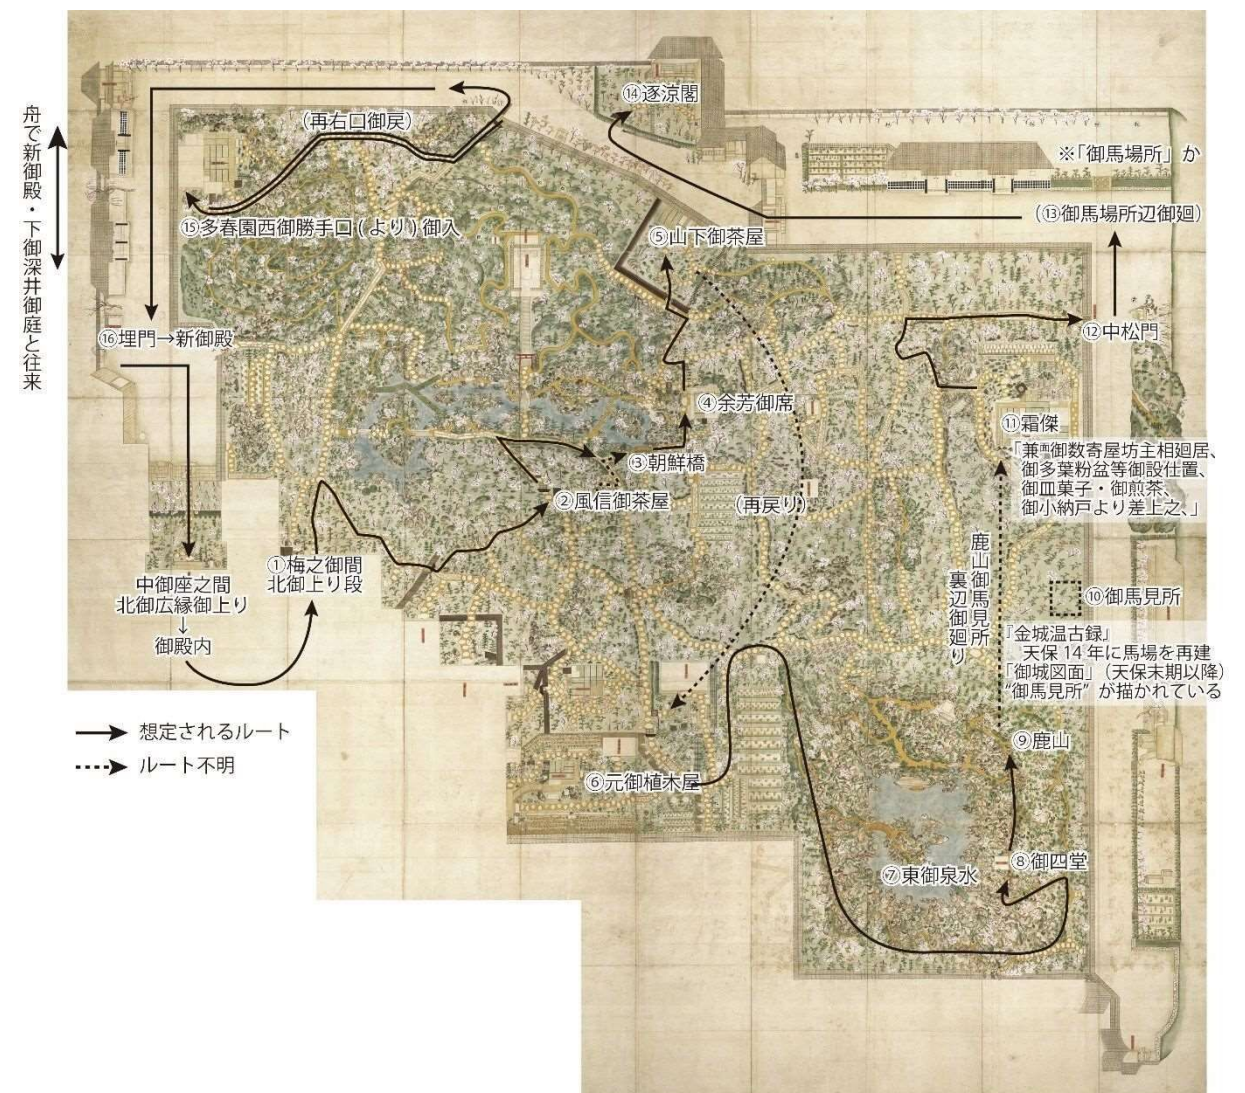 舟で新御殿・下御深井御庭と往来
(再右口御戻)
⑭逐涼閣
※「御馬場所」か
(⑬御馬場所辺御廻)
⑮多春園西御勝手口(より)御入
⑤山下御茶屋
⑯埋門→新御殿
⑫中松門
④余芳御席
⑪霜傑
「兼而御数寄屋坊主相廻居、
御多葉粉盆等御設仕置、
御皿菓子・御煎茶、
御小納戸より差上之、」
③朝鮮橋
②風信御茶屋
(再戻り)
①梅之御間
北御上り段
中御座之間
北御広縁御上り
↓
御殿内
鹿山御馬見所
裏辺御廻り
⑩御馬見所
『金城温古録』
天保14年に馬場を再建
「御城図面」(天保末期以降)
“御馬見所”が描かれている
想定されるルート
ルート不明
⑨鹿山
⑥元御植木屋
⑧御四堂
⑦東御泉水